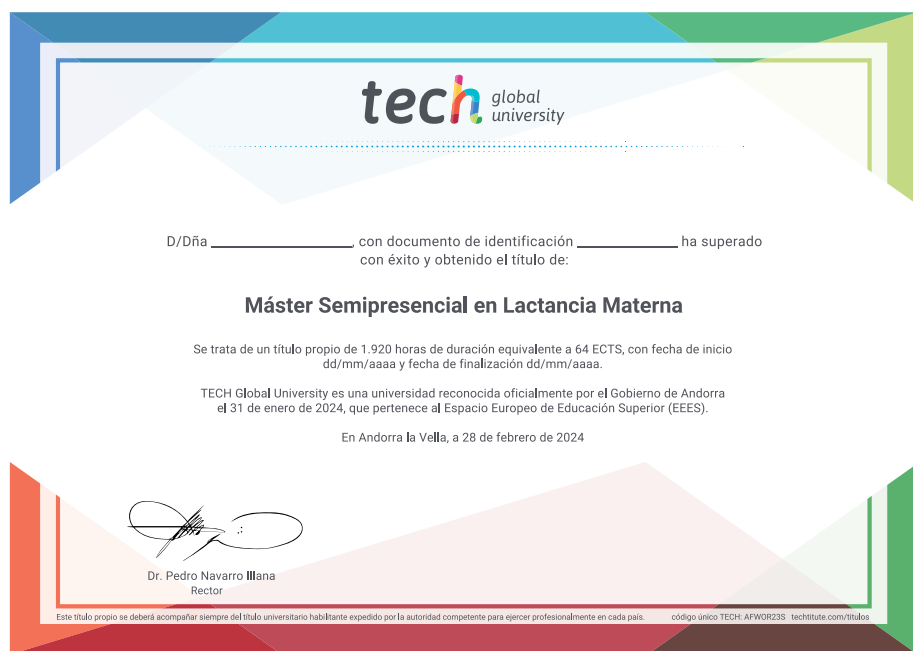 tech global university
D/Dña ____________________, con documento de identificación ______________ ha superado
con éxito y obtenido el título de:
Máster Semipresencial en Lactancia Materna
Se trata de un título propio de 1.920 horas de duración equivalente a 64 ECTS, con fecha de inicio
dd/mm/aaaa y fecha de finalización dd/mm/aaaa.
TECH Global University es una universidad reconocida oficialmente por el Gobierno de Andorra
el 31 de enero de 2024, que pertenece al Espacio Europeo de Educación Superior (EEES).
En Andorra la Vella, a 28 de febrero de 2024
Dr. Pedro Navarro Illana
Rector
Este título propio se deberá acompañar siempre del título universitario habilitante expedido por la autoridad competente para ejercer profesionalmente en cada país. código único TECH: AFWOR23S techtitute.com/titulos